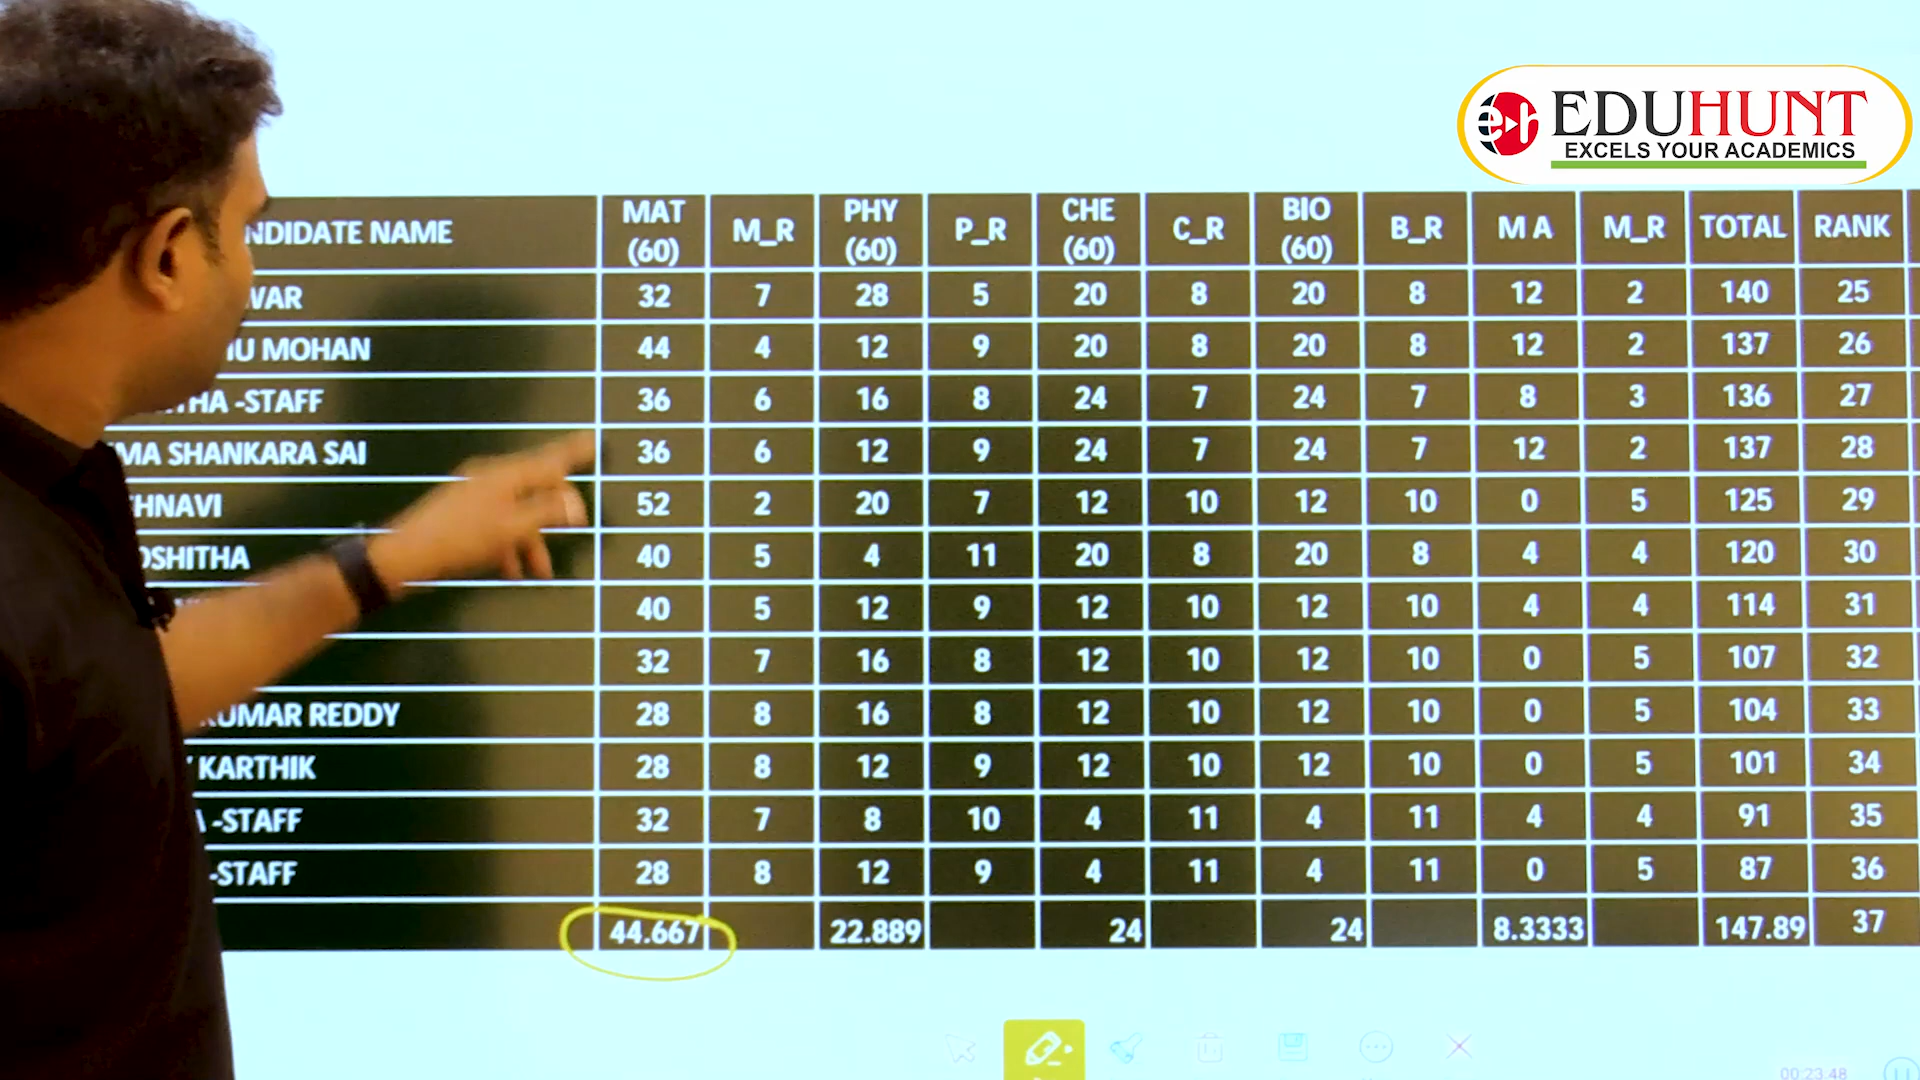 EDUHUNT
EXCELS YOUR ACADEMICS
NDIDATE NAME MAT (60) M_R PHY (60) P_R CHE (60) C_R BIO (60) B_R M A M_R TOTAL RANK
WAR 32 7 28 5 20 8 20 8 12 2 140 25
U MOHAN 44 4 12 9 20 8 20 8 12 2 137 26
THA -STAFF 36 6 16 8 24 7 24 7 8 3 136 27
MA SHANKARA SAI 36 6 12 9 24 7 24 7 12 2 137 28
HNAVI 52 2 20 7 12 10 12 10 0 5 125 29
OSHITHA 40 5 4 11 20 8 20 8 4 4 120 30
40 5 12 9 12 10 12 10 4 4 114 31
32 7 16 8 12 10 12 10 0 5 107 32
KUMAR REDDY 28 8 16 8 12 10 12 10 0 5 104 33
KARTHIK 28 8 12 9 12 10 12 10 0 5 101 34
A -STAFF 32 7 8 10 4 11 4 11 4 4 91 35
-STAFF 28 8 12 9 4 11 4 11 0 5 87 36
44.667 22.889 24 24 8.3333 147.89 37
00:23.48